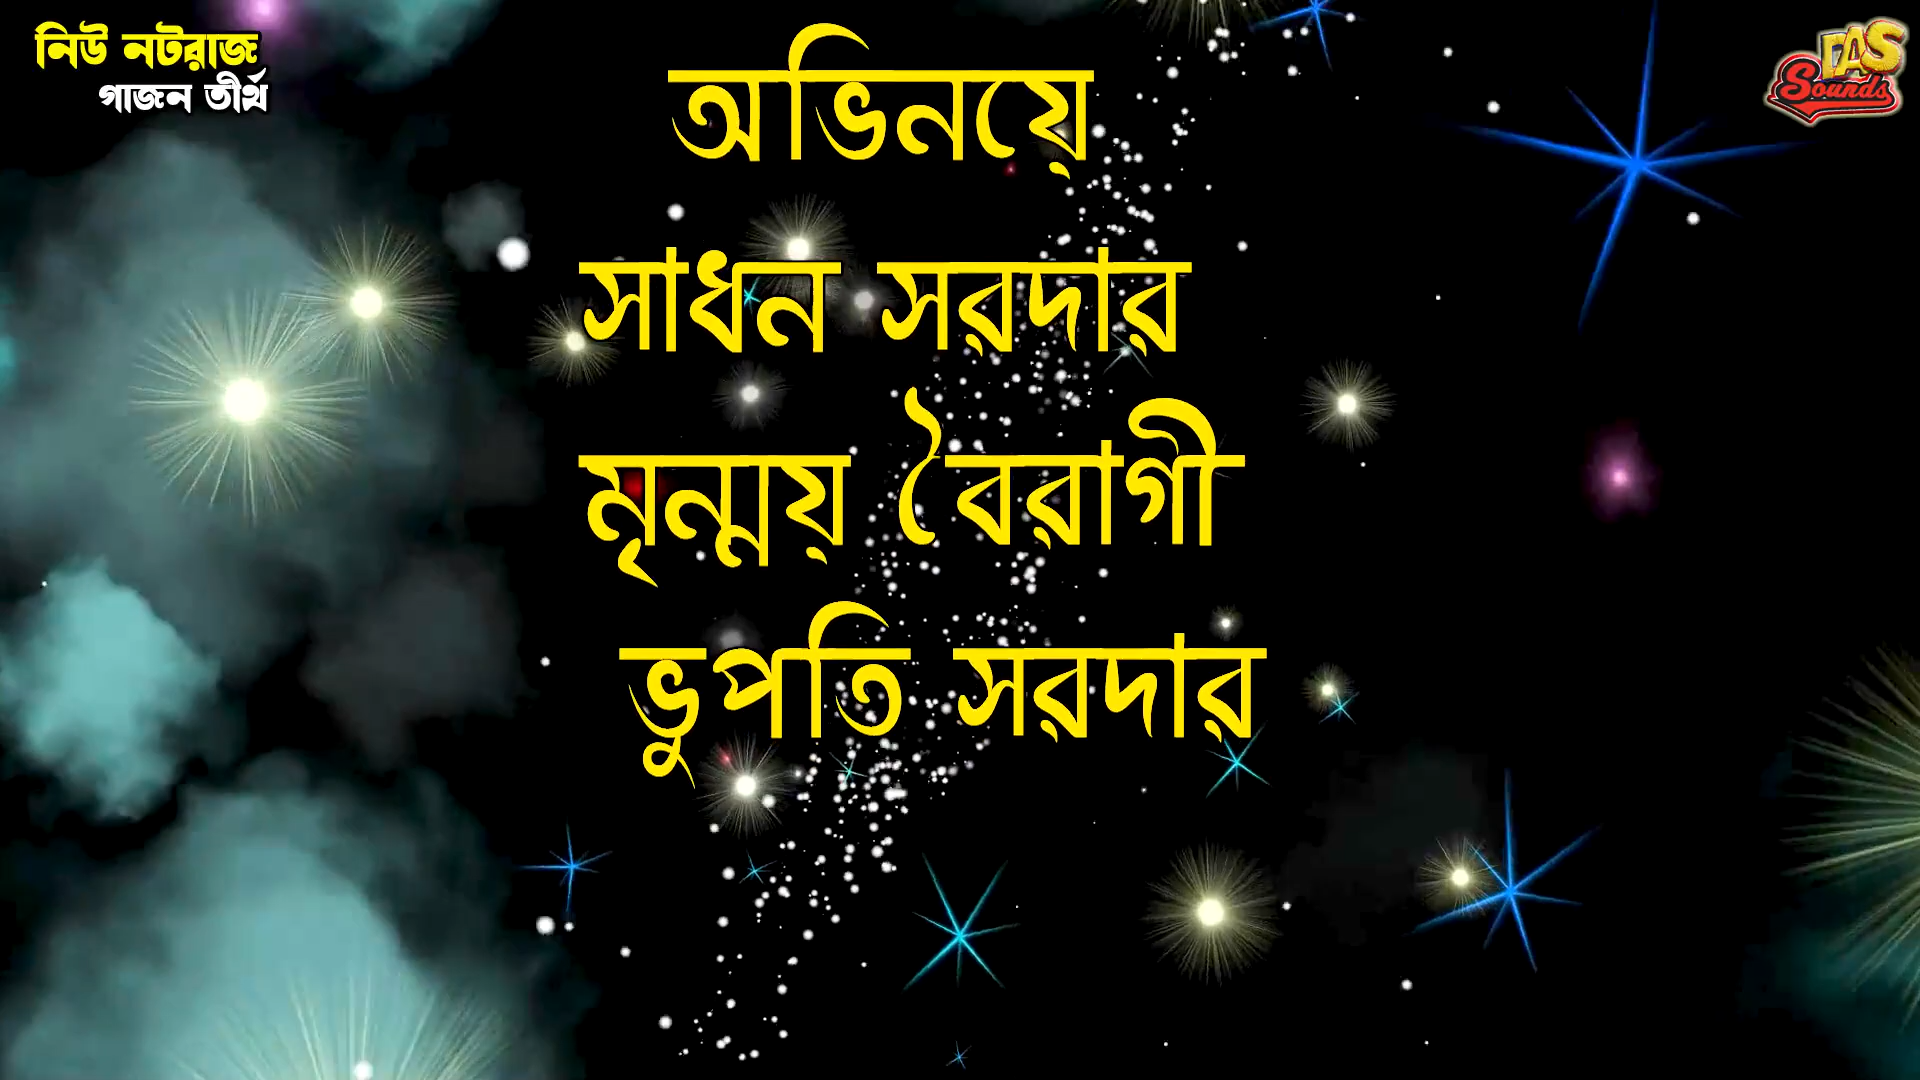 নিউ নটরাজ
গাজন তীর্থ
DAS
Sounds
অভিনয়ে
সাধন সরদার
মৃন্ময় বৈরাগী
ভুপতি সরদার